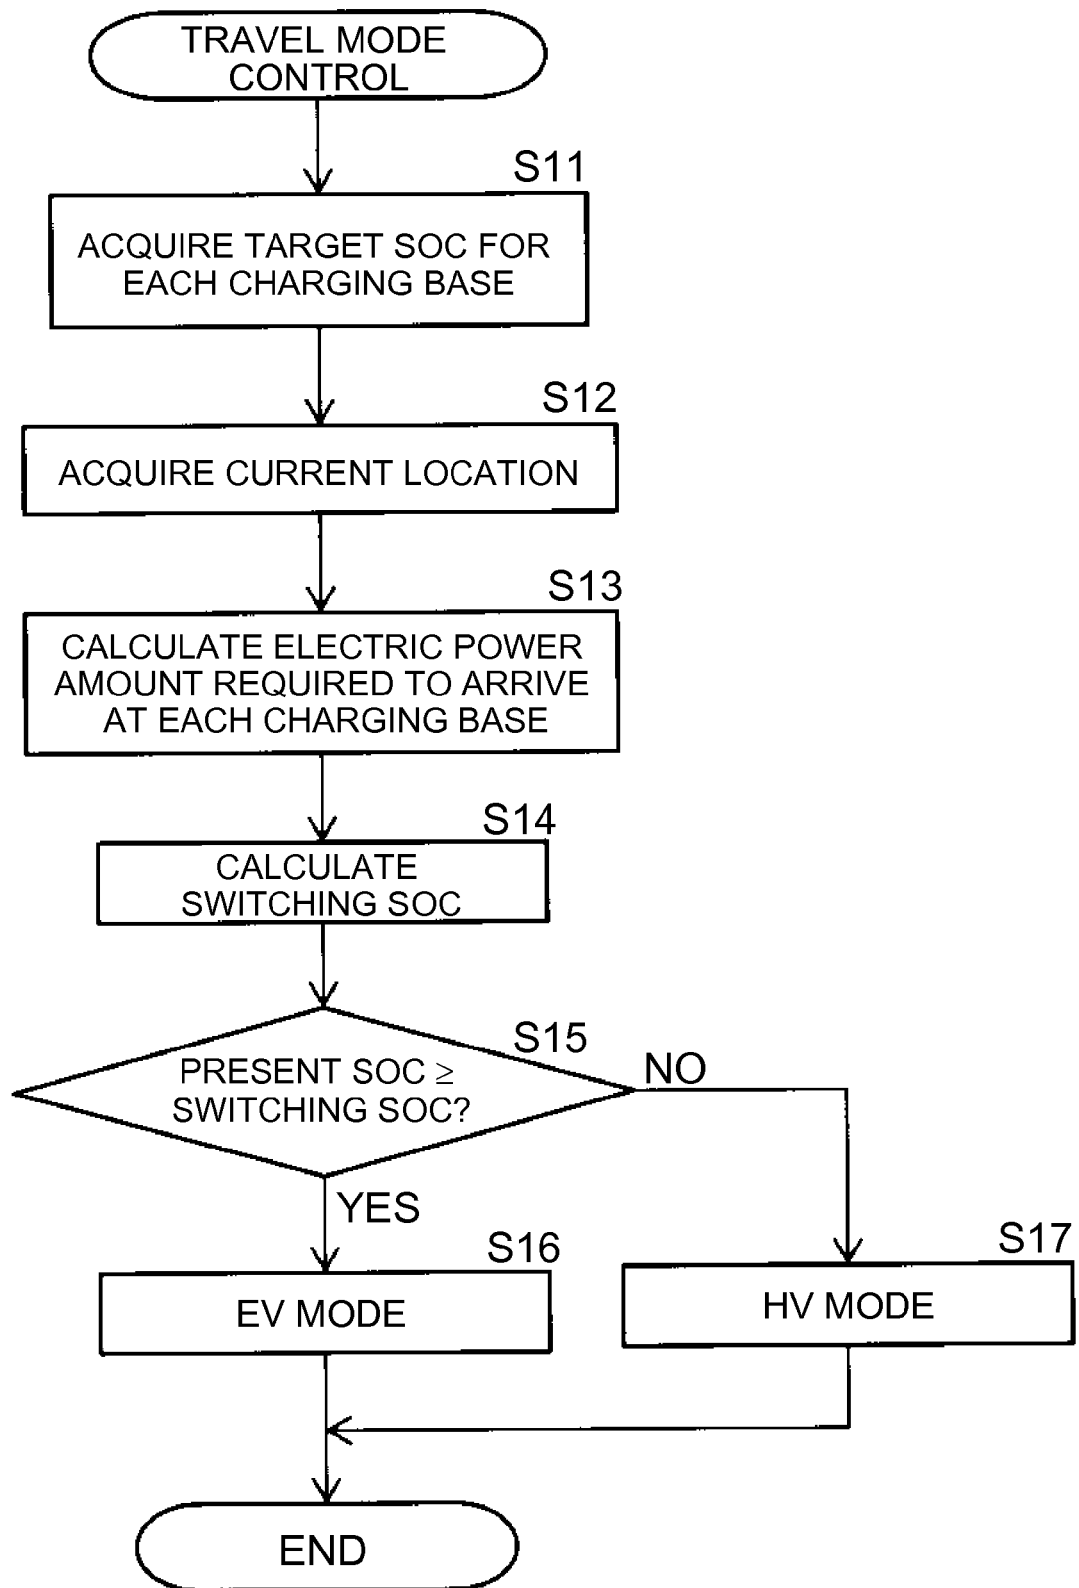 TRAVEL MODE
CONTROL
S11
ACQUIRE TARGET SOC FOR
EACH CHARGING BASE
S12
ACQUIRE CURRENT LOCATION
S13
CALCULATE ELECTRIC POWER
AMOUNT REQUIRED TO ARRIVE
AT EACH CHARGING BASE
S14
CALCULATE
SWITCHING SOC
S15
PRESENT SOC ≥
SWITCHING SOC?
NO
YES
S16
EV MODE
S17
HV MODE
END